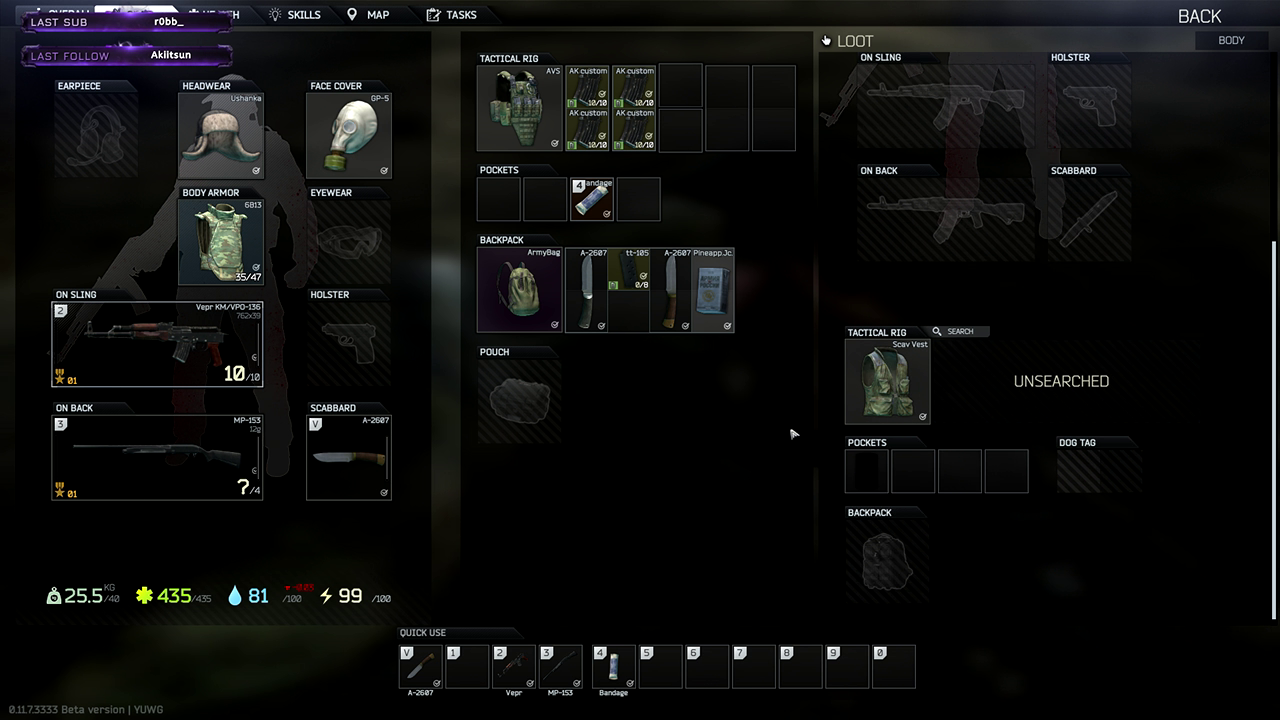 OVERALL
HEALTH
SKILLS
MAP
TASKS
BACK
LAST SUB r0bb_
LAST FOLLOW
LOOT
BODY
EARPIECE
HEADWEAR
Ushanka
FACE COVER
GP-5
BODY ARMOR
6B13
35/47
EYEWEAR
ON SLING
2
Vepr KM/VPO-136
762x39
01
10/10
HOLSTER
ON BACK
3
MP-153
12g
01
?/4
SCABBARD
V
A-2607
25.5 KG /40
435/435
81 /100
99 /100
TACTICAL RIG
AVS
AK custom
10/10
AK custom
10/10
AK custom
10/10
AK custom
10/10
POCKETS
4
Bandage
BACKPACK
ArmyBag
A-2607
tt-105
0/8
A-2607
Pineapp.Jc.
POUCH
ON SLING
HOLSTER
ON BACK
SCABBARD
TACTICAL RIG
SEARCH
Scav Vest
UNSEARCHED
POCKETS
DOG TAG
BACKPACK
QUICK USE
V 1 2 3 4 5 6 7 8 9 0
A-2607 Vepr MP-153 Bandage
0.11.7.3333 Beta version | YUWG